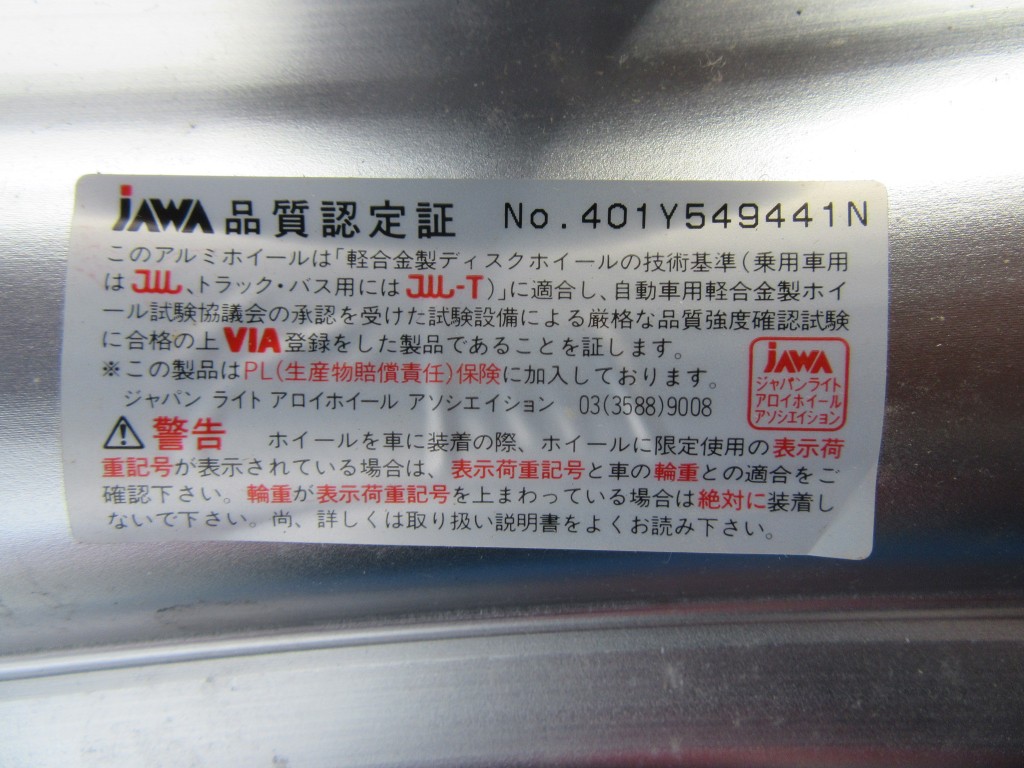 JAWA 品質認定証 No.401Y549441N
このアルミホイールは「軽合金製ディスクホイールの技術基準(乗用車用
は JWL、トラック・バス用には JWL-T)」に適合し、自動車用軽合金製ホイ
ール試験協議会の承認を受けた試験設備による厳格な品質強度確認試験
に合格の上 VIA 登録をした製品であることを証します。
※この製品はPL(生産物賠償責任)保険に加入しております。
ジャパン ライト アロイホイール アソシエイション 03(3588)9008
JAWA
ジャパンライト
アロイホイール
アソシエイション
⚠ 警告 ホイールを車に装着の際、ホイールに限定使用の表示荷
重記号が表示されている場合は、表示荷重記号と車の輪重との適合をご
確認下さい。輪重が表示荷重記号を上まわっている場合は絶対に装着し
ないで下さい。尚、詳しくは取り扱い説明書をよくお読み下さい。